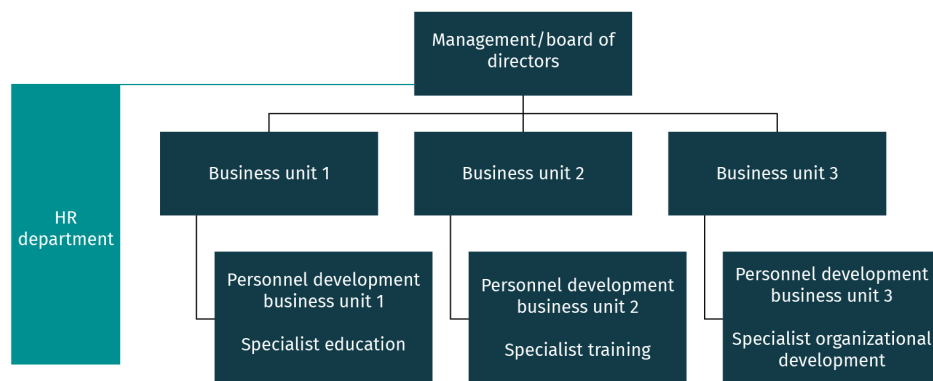 Management/board of
directors
HR
department
Business unit 1
Business unit 2
Business unit 3
Personnel development
business unit 1
Specialist education
Personnel development
business unit 2
Specialist training
Personnel development
business unit 3
Specialist organizational
development